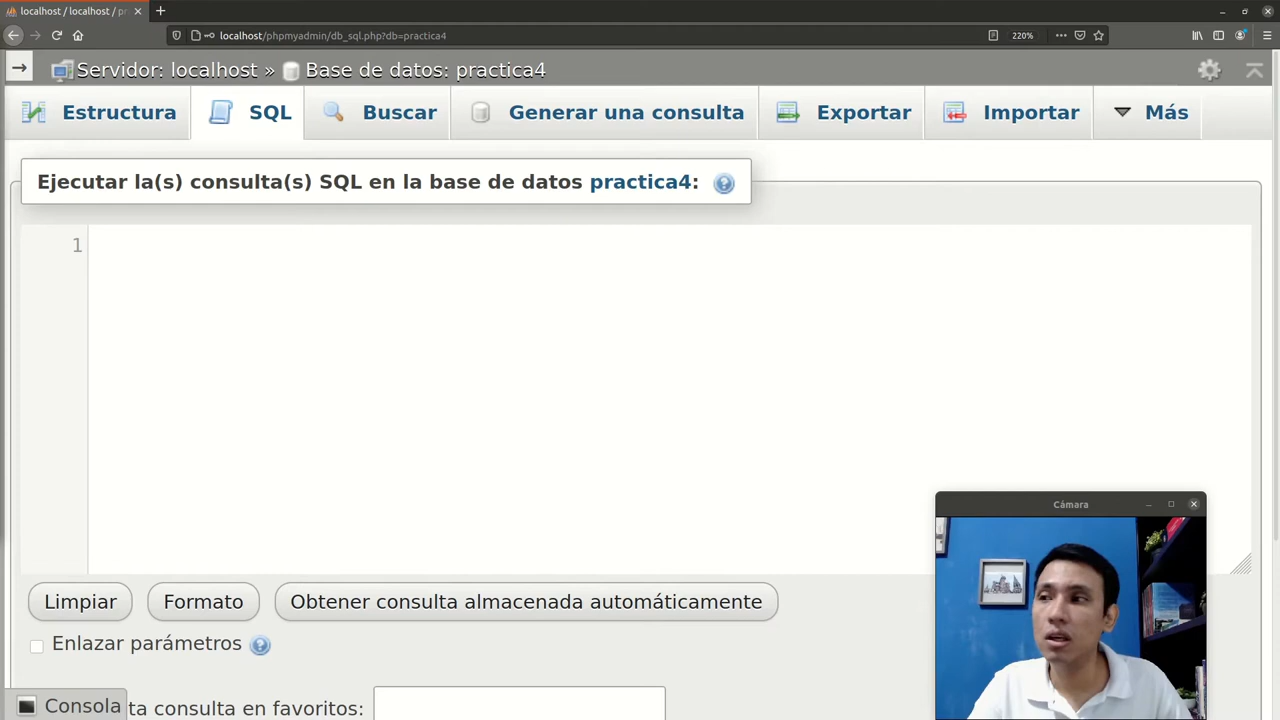 localhost / localhost / pr
localhost/phpmyadmin/db_sql.php?db=practica4
220%
Servidor: localhost » Base de datos: practica4
Estructura
SQL
Buscar
Generar una consulta
Exportar
Importar
Más
Ejecutar la(s) consulta(s) SQL en la base de datos practica4:
1
Cámara
Limpiar
Formato
Obtener consulta almacenada automáticamente
Enlazar parámetros
Consola
ta consulta en favoritos: